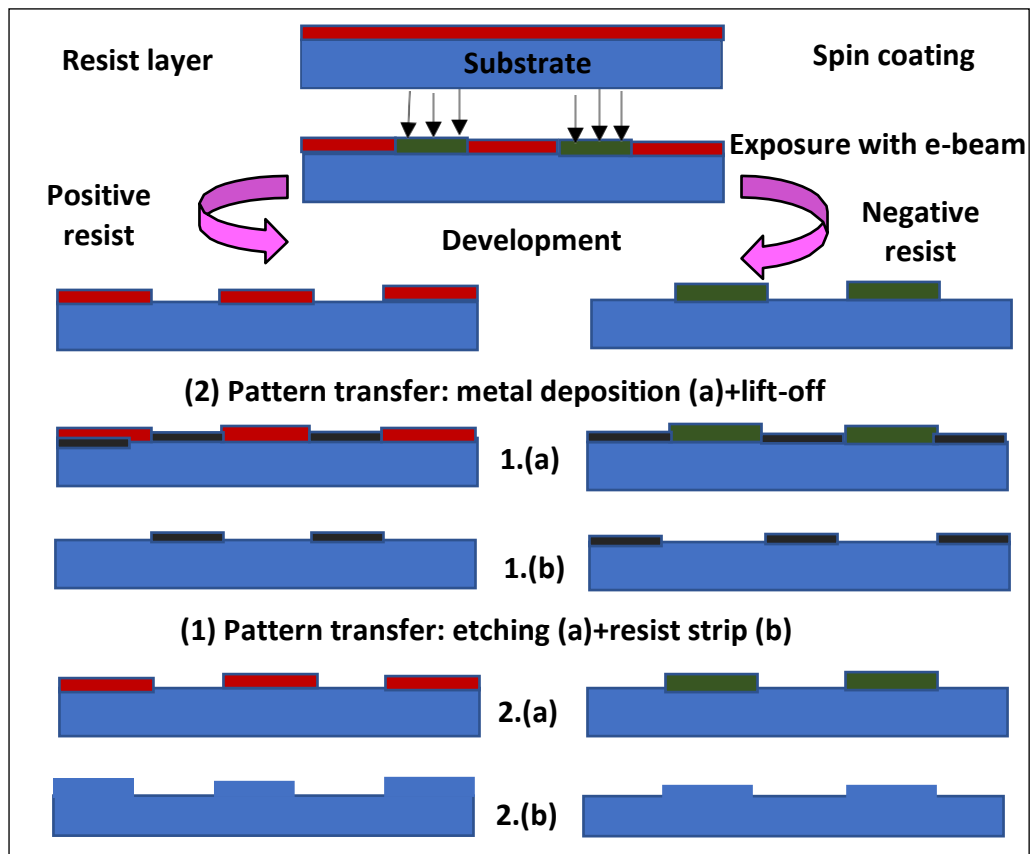 Resist layer
Substrate
Spin coating
Exposure with e-beam
Positive
resist
Development
Negative
resist
(2) Pattern transfer: metal deposition (a)+lift-off
1.(a)
1.(b)
(1) Pattern transfer: etching (a)+resist strip (b)
2.(a)
2.(b)